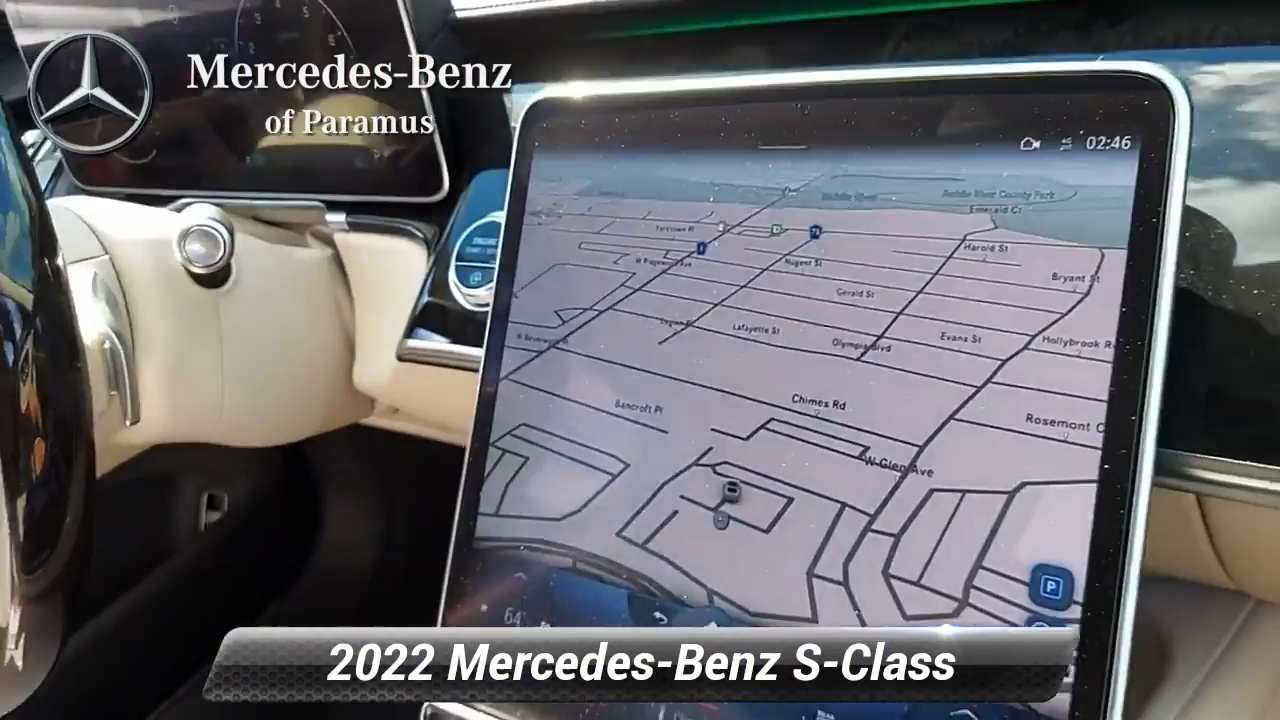 Mercedes-Benz
of Paramus
02:46
Saddle River County Park
Emerald Ct
Harold St
Nugent St
Bryant St
Gerald St
Lafayette St
Evans St
Olympia Blvd
Hollybrook R
Chimes Rd
Bancroft Pl
Rosemont C
W Glen Ave
P
64
2022 Mercedes-Benz S-Class